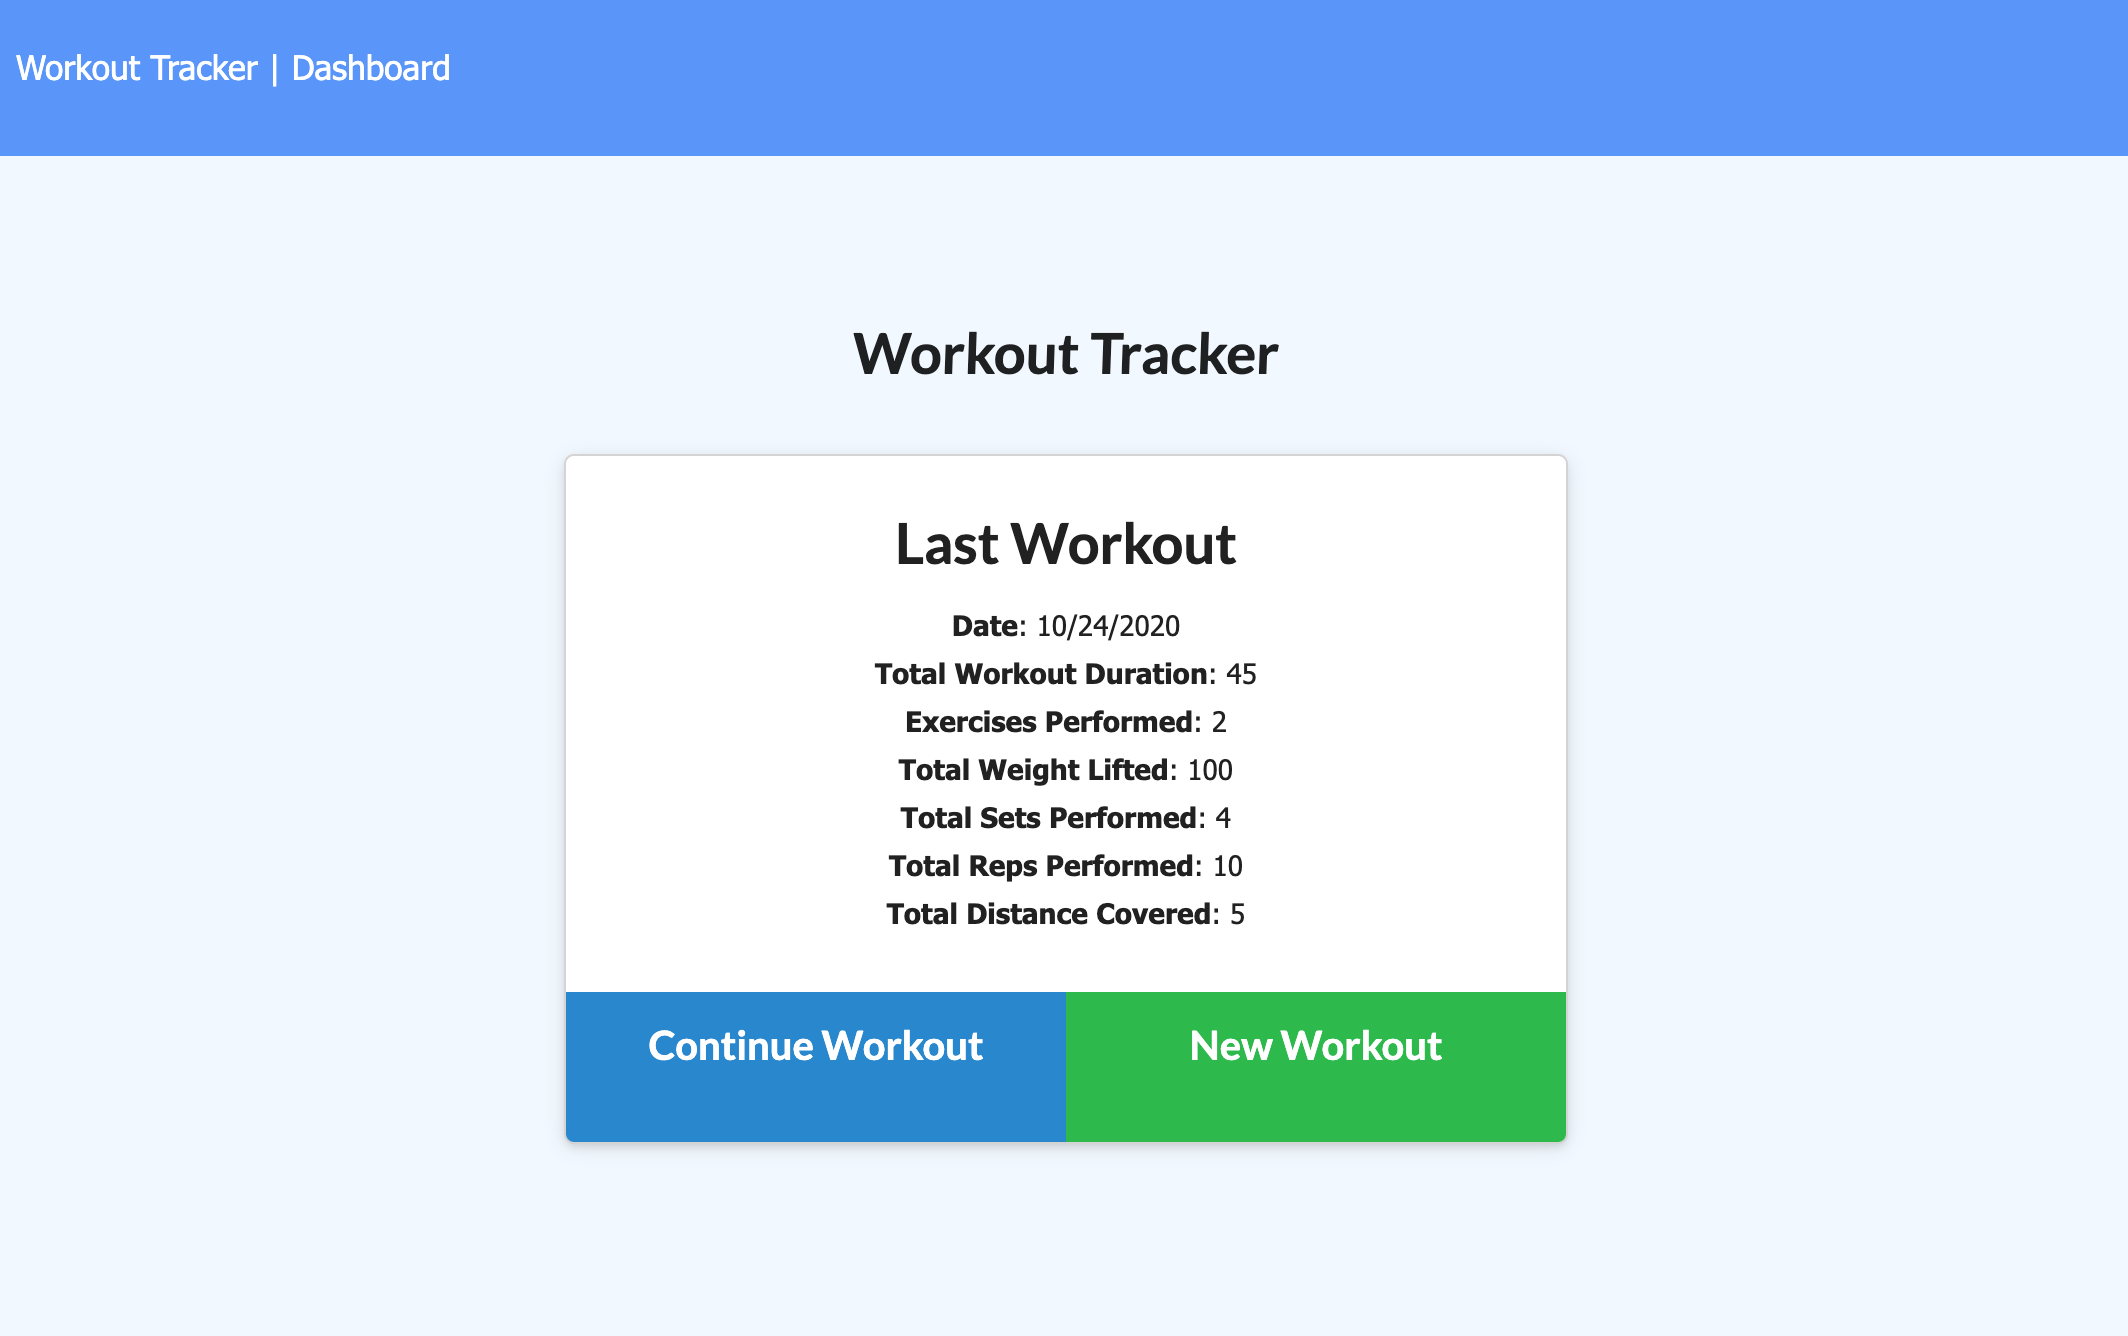 Workout Tracker | Dashboard
Workout Tracker
Last Workout
Date: 10/24/2020
Total Workout Duration: 45
Exercises Performed: 2
Total Weight Lifted: 100
Total Sets Performed: 4
Total Reps Performed: 10
Total Distance Covered: 5
Continue Workout
New Workout